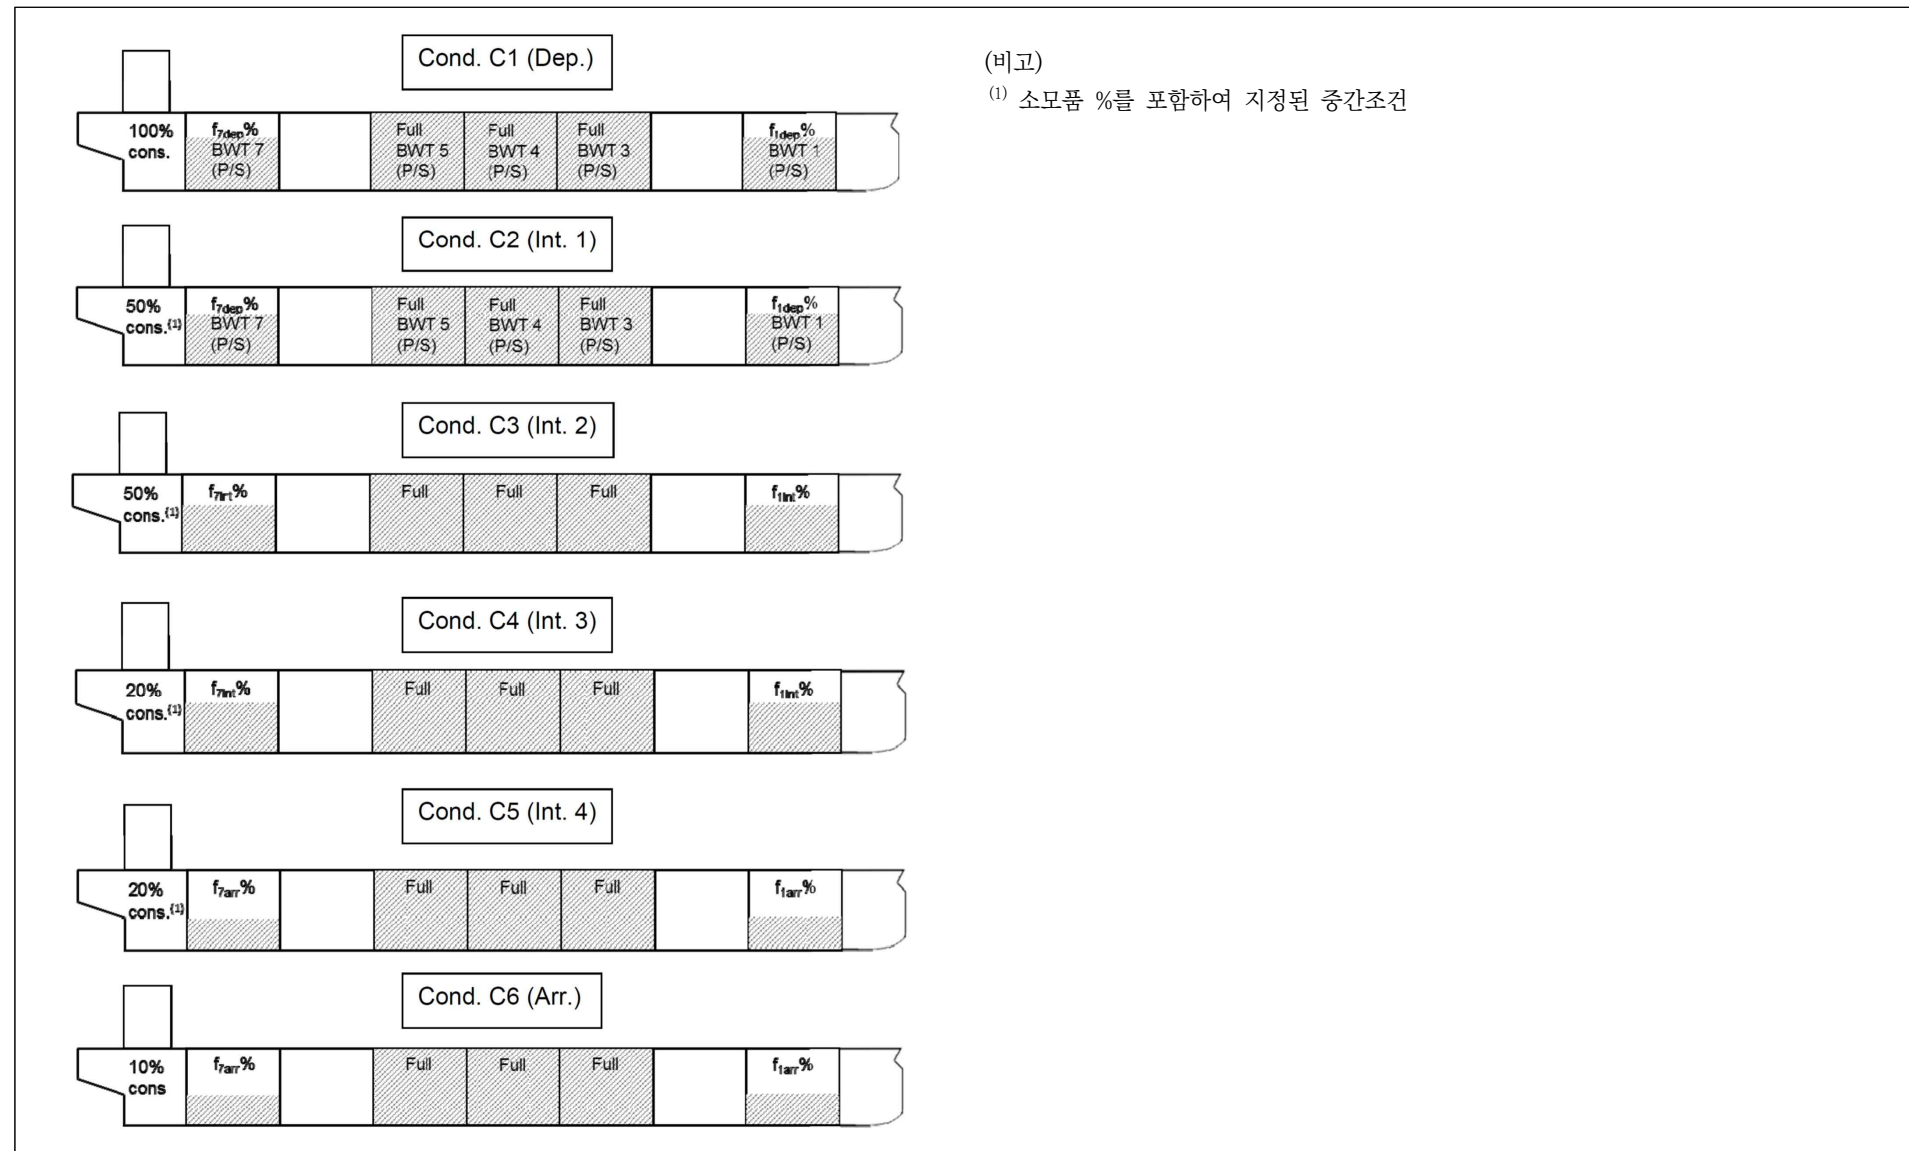 Cond. C1 (Dep.)
(비고)
(1) 소모품 %를 포함하여 지정된 중간조건
100% cons.
f7dep% BWT 7 (P/S)
Full BWT 5 (P/S)
Full BWT 4 (P/S)
Full BWT 3 (P/S)
f1dep% BWT 1 (P/S)
Cond. C2 (Int. 1)
50% cons.(1)
f7dep% BWT 7 (P/S)
Full BWT 5 (P/S)
Full BWT 4 (P/S)
Full BWT 3 (P/S)
f1dep% BWT 1 (P/S)
Cond. C3 (Int. 2)
50% cons.(1)
f7irt%
Full
Full
Full
f1int%
Cond. C4 (Int. 3)
20% cons.(1)
f7int%
Full
Full
Full
f1int%
Cond. C5 (Int. 4)
20% cons.(1)
f7arr%
Full
Full
Full
f1arr%
Cond. C6 (Arr.)
10% cons
f7arr%
Full
Full
Full
f1arr%